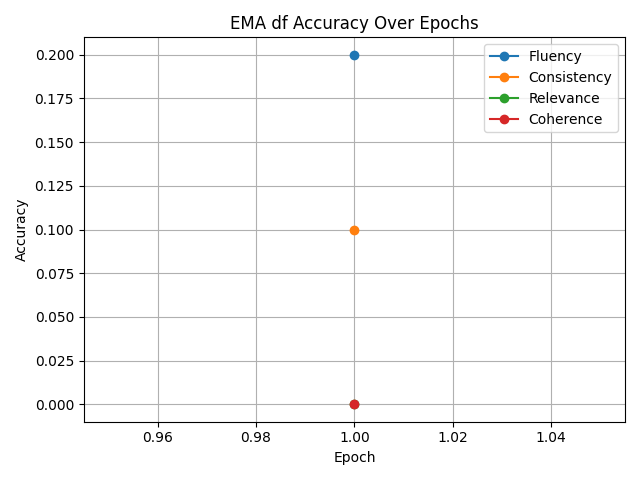 EMA df Accuracy Over Epochs
Fluency
Consistency
Relevance
Coherence
Accuracy
0.200
0.175
0.150
0.125
0.100
0.075
0.050
0.025
0.000
0.96 0.98 1.00 1.02 1.04
Epoch